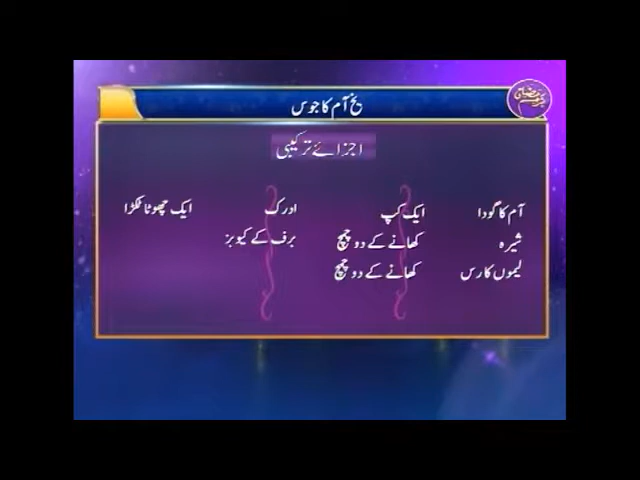 یخ آم کا جوس
اجزائے ترکیبی
آم کا گودا ایک کپ ادرک ایک چھوٹا ٹکڑا
شیرہ کھانے کے دو چمچ برف کے کیوبز
لیموں کا رس کھانے کے دو چمچ